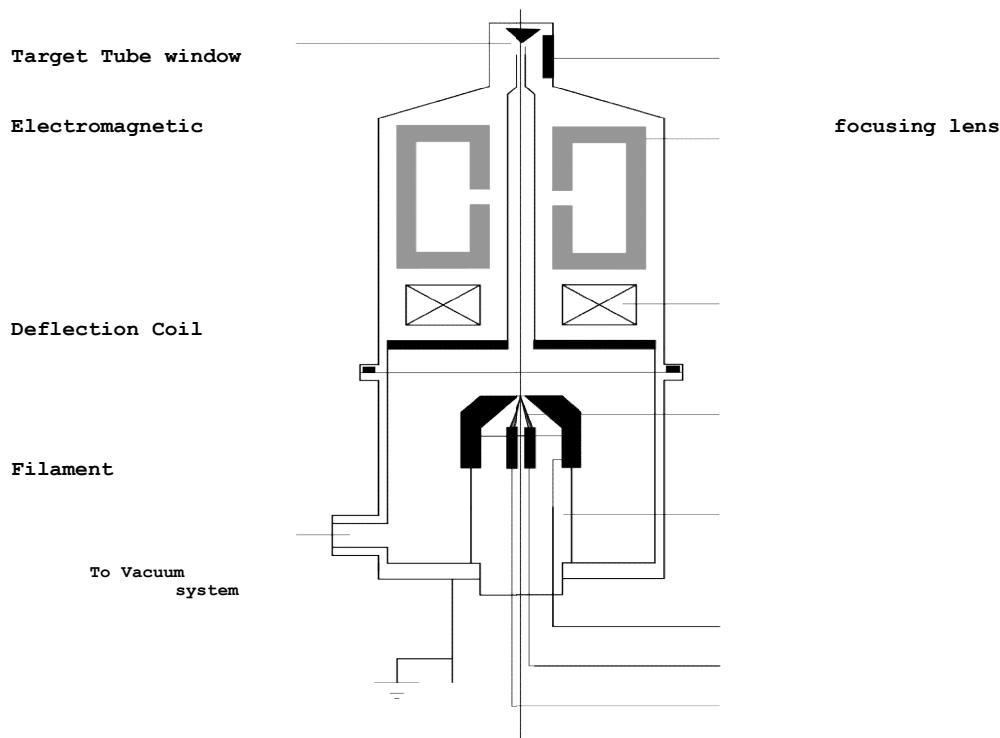 Target Tube window
Electromagnetic focusing lens
Deflection Coil
Filament
To Vacuum
system